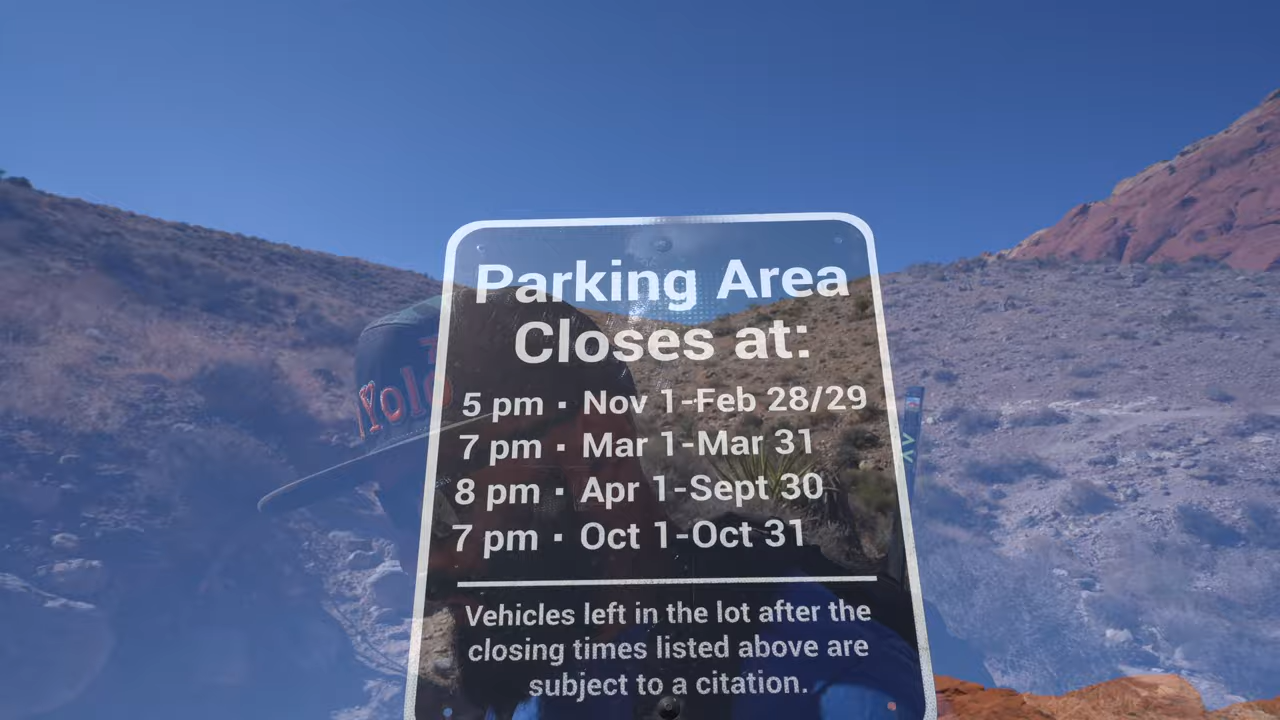 Parking Area
Closes at:
5 pm ▪ Nov 1-Feb 28/29
7 pm ▪ Mar 1-Mar 31
8 pm ▪ Apr 1-Sept 30
7 pm ▪ Oct 1-Oct 31
Vehicles left in the lot after the
closing times listed above are
subject to a citation.
Yolo